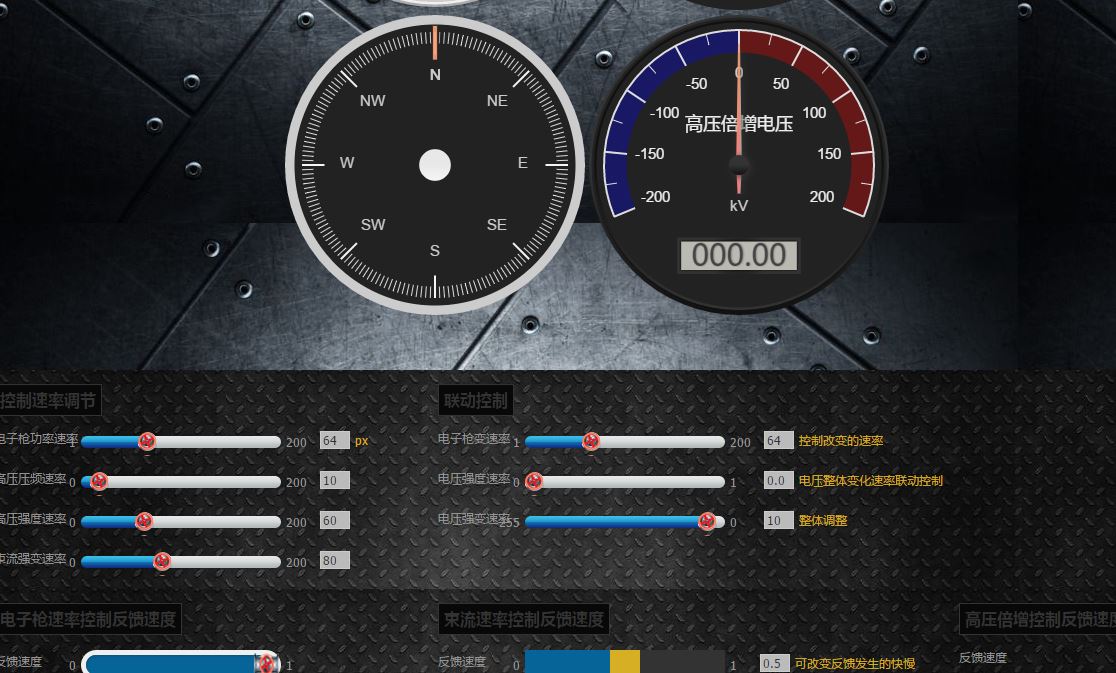 N
NW
NE
W
E
SW
SE
S
0
-50
50
-100
100
高压倍增电压
-150
150
-200
200
kV
000.00
控制速率调节
联动控制
电子枪功率速率 1 200 64 px
电子枪变速率 1 200 64 控制改变的速率
高压压频速率 0 200 10
电压强度速率 0 1 0.0 电压整体变化速率联动控制
高压强度速率 0 200 60
电压强变速率 255 0 10 整体调整
束流强变速率 0 200 80
电子枪速率控制反馈速度
束流速率控制反馈速度
高压倍增控制反馈速度
反馈速度 0 1
反馈速度 0 1 0.5 可改变反馈发生的快慢
反馈速度